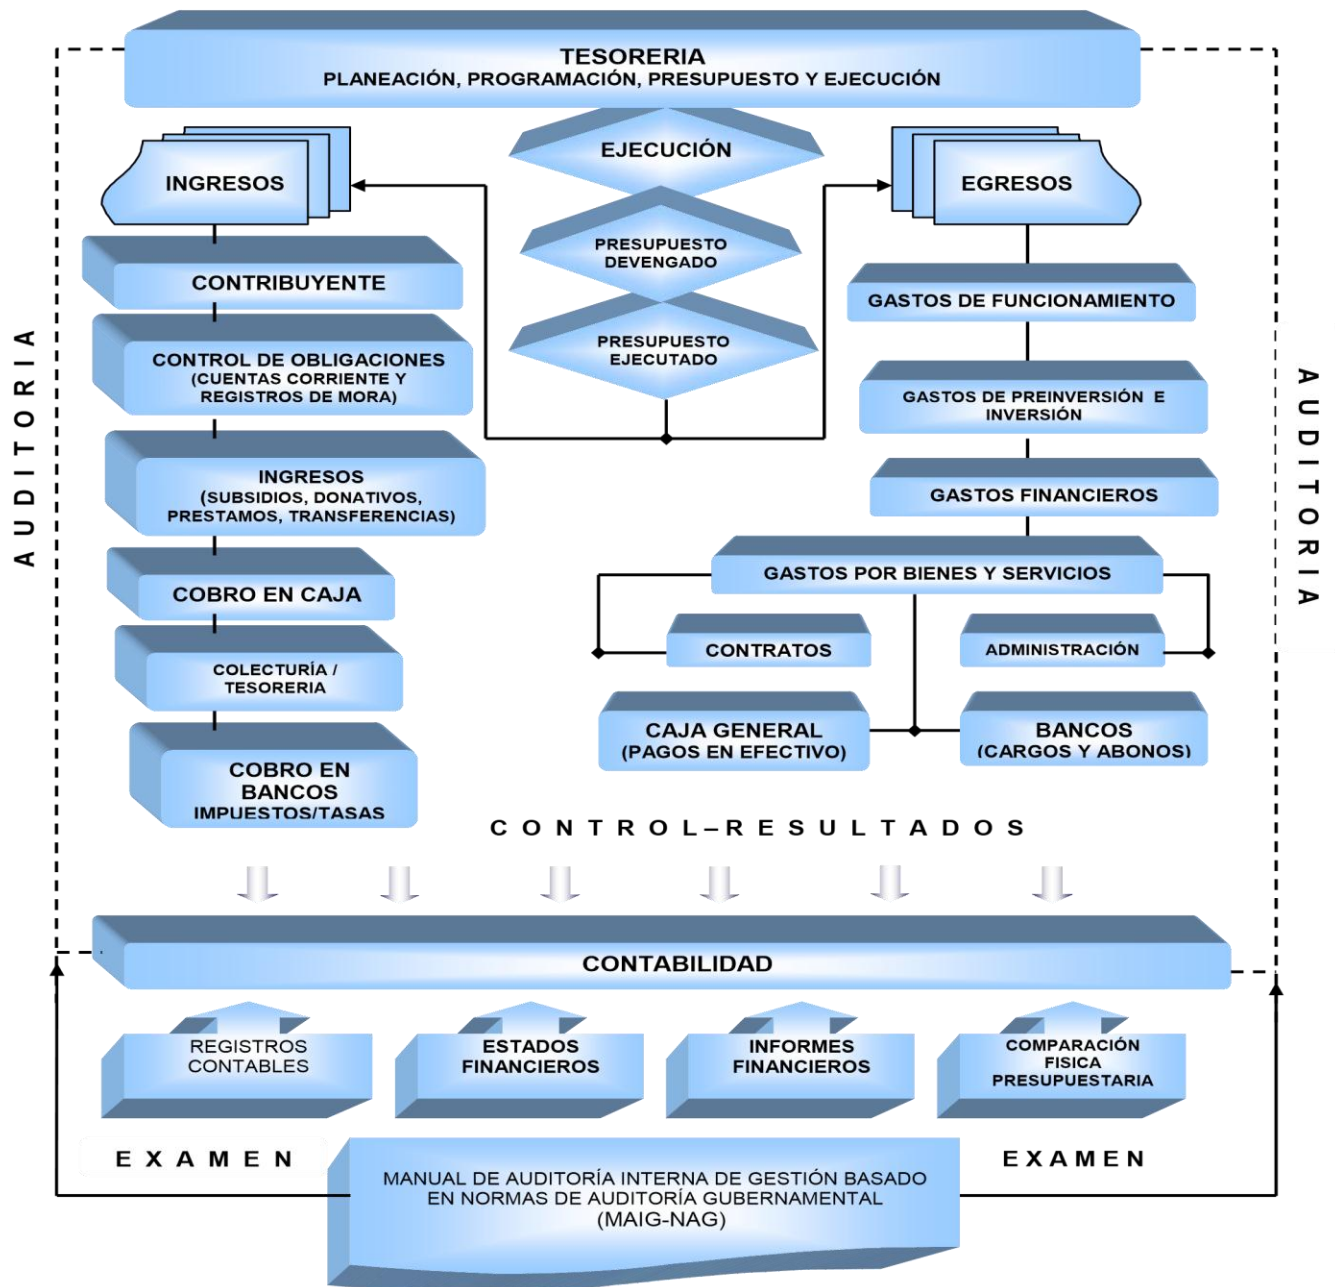 TESORERIA
PLANEACIÓN, PROGRAMACIÓN, PRESUPUESTO Y EJECUCIÓN
INGRESOS
EJECUCIÓN
EGRESOS
PRESUPUESTO
DEVENGADO
PRESUPUESTO
EJECUTADO
CONTRIBUYENTE
CONTROL DE OBLIGACIONES
(CUENTAS CORRIENTE Y
REGISTROS DE MORA)
INGRESOS
(SUBSIDIOS, DONATIVOS,
PRESTAMOS, TRANSFERENCIAS)
COBRO EN CAJA
COLECTURÍA /
TESORERIA
COBRO EN
BANCOS
IMPUESTOS/TASAS
GASTOS DE FUNCIONAMIENTO
GASTOS DE PREINVERSIÓN E
INVERSIÓN
GASTOS FINANCIEROS
GASTOS POR BIENES Y SERVICIOS
CONTRATOS
ADMINISTRACIÓN
CAJA GENERAL
(PAGOS EN EFECTIVO)
BANCOS
(CARGOS Y ABONOS)
AUDITORIA
AUDITORIA
CONTROL–RESULTADOS
CONTABILIDAD
REGISTROS
CONTABLES
ESTADOS
FINANCIEROS
INFORMES
FINANCIEROS
COMPARACIÓN
FISICA
PRESUPUESTARIA
EXAMEN
EXAMEN
MANUAL DE AUDITORÍA INTERNA DE GESTIÓN BASADO
EN NORMAS DE AUDITORÍA GUBERNAMENTAL
(MAIG-NAG)